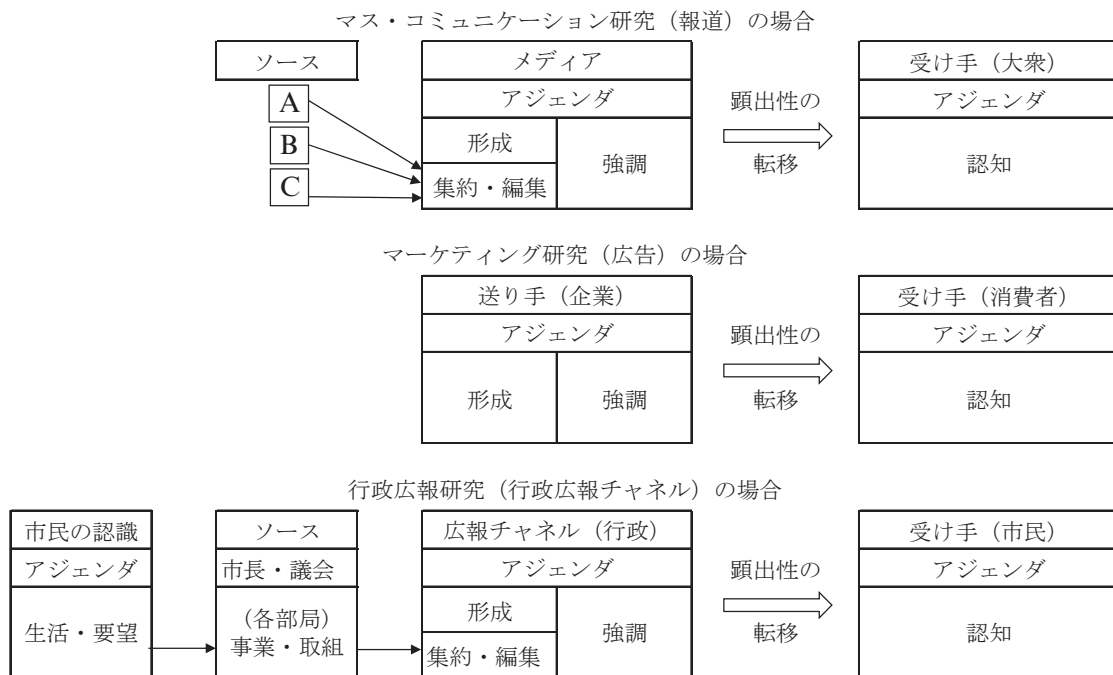 マス・コミュニケーション研究（報道）の場合
ソース
メディア
受け手（大衆）
アジェンダ
顕出性の
アジェンダ
A
B
C
形成
集約・編集
強調
転移
認知
マーケティング研究（広告）の場合
送り手（企業）
受け手（消費者）
アジェンダ
顕出性の
アジェンダ
形成
強調
転移
認知
行政広報研究（行政広報チャネル）の場合
市民の認識
ソース
広報チャネル（行政）
受け手（市民）
アジェンダ
市長・議会
アジェンダ
顕出性の
アジェンダ
生活・要望
（各部局）
事業・取組
形成
集約・編集
強調
転移
認知